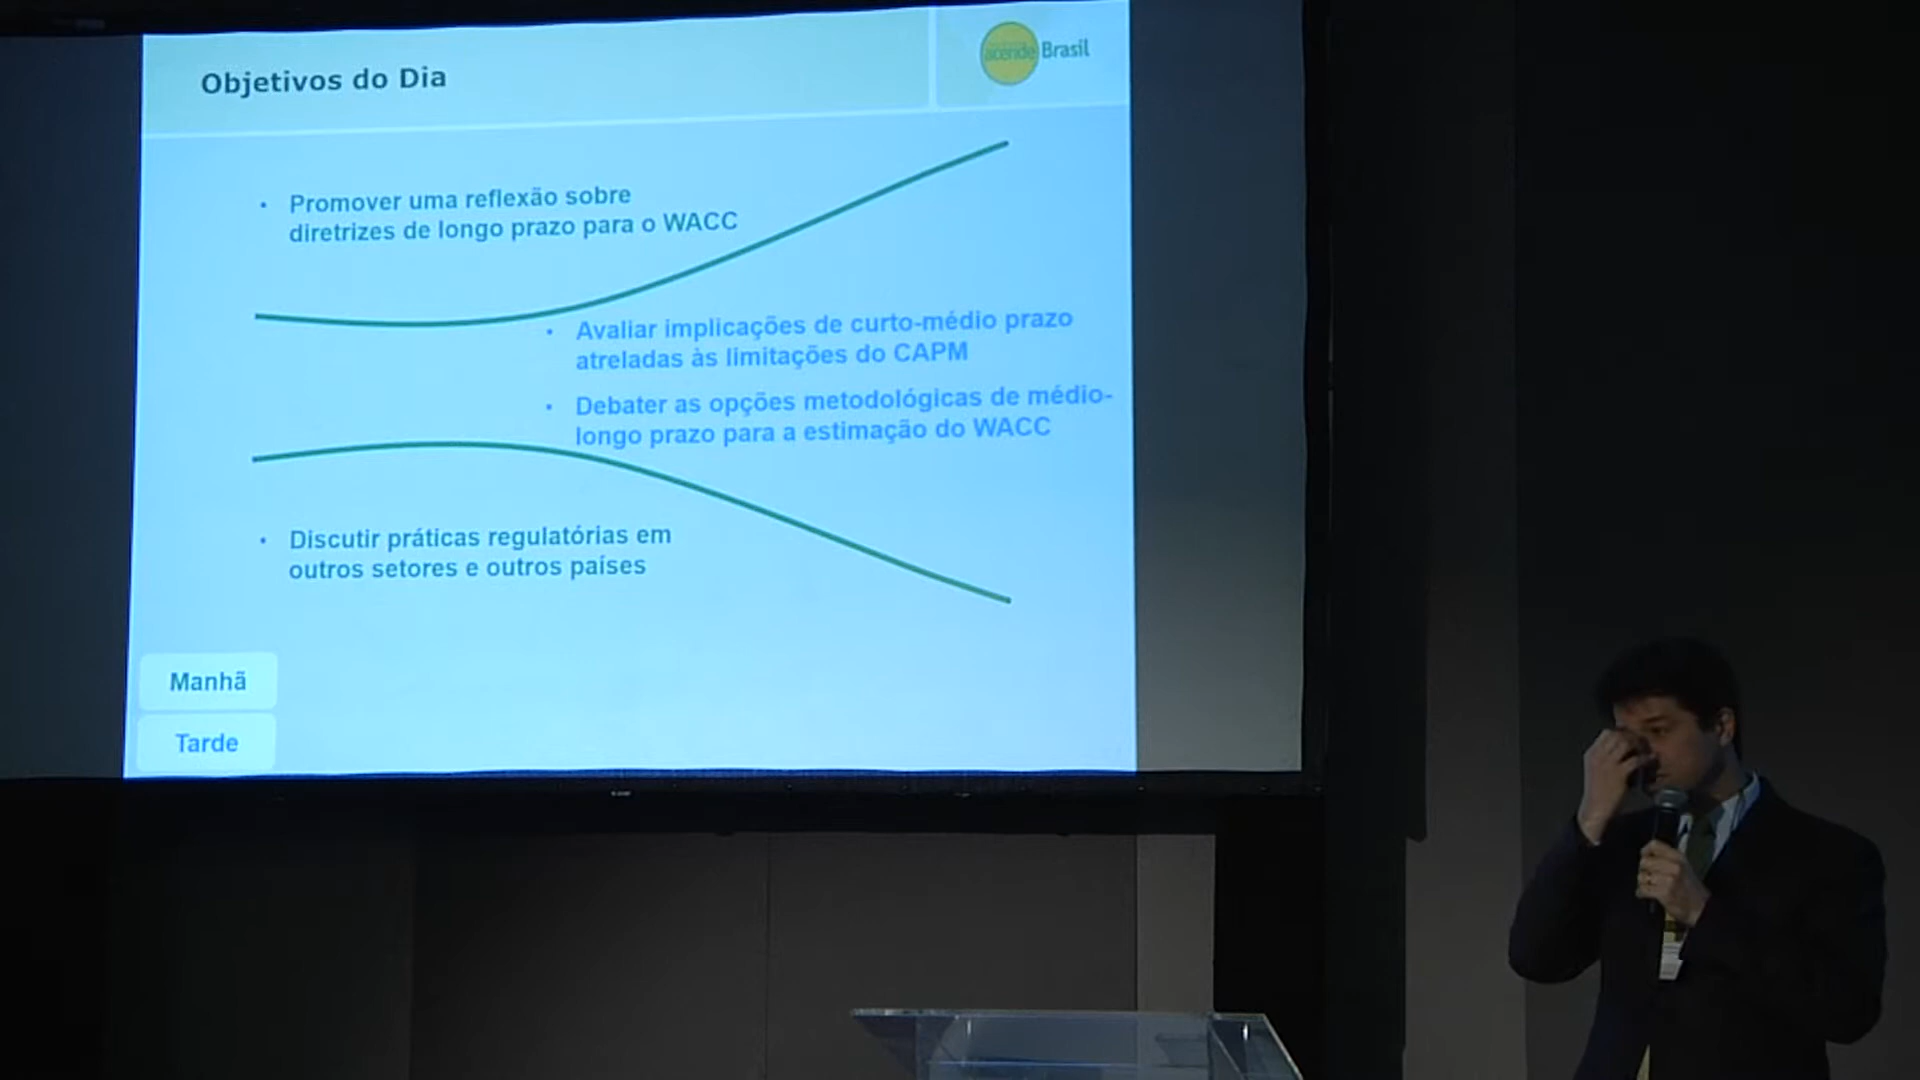 Objetivos do Dia
acende Brasil
• Promover uma reflexão sobre
diretrizes de longo prazo para o WACC
• Avaliar implicações de curto-médio prazo
atreladas às limitações do CAPM
• Debater as opções metodológicas de médio-
longo prazo para a estimação do WACC
• Discutir práticas regulatórias em
outros setores e outros países
Manhã
Tarde